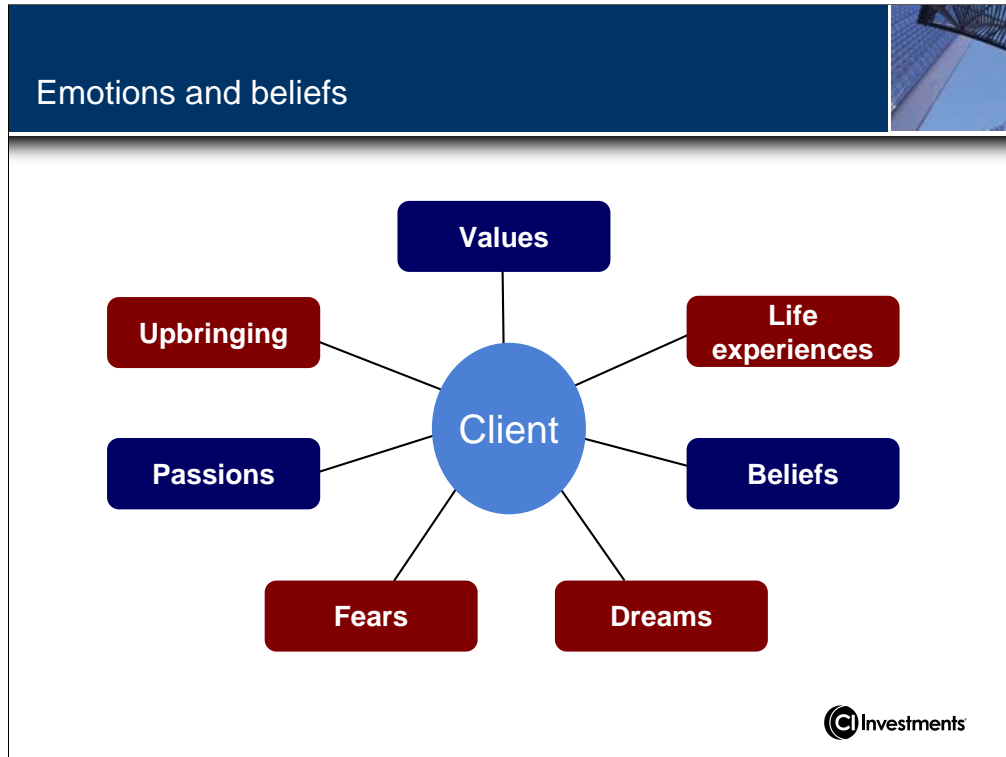 Emotions and beliefs
Values
Upbringing
Life
experiences
Client
Passions
Beliefs
Fears
Dreams
CI Investments